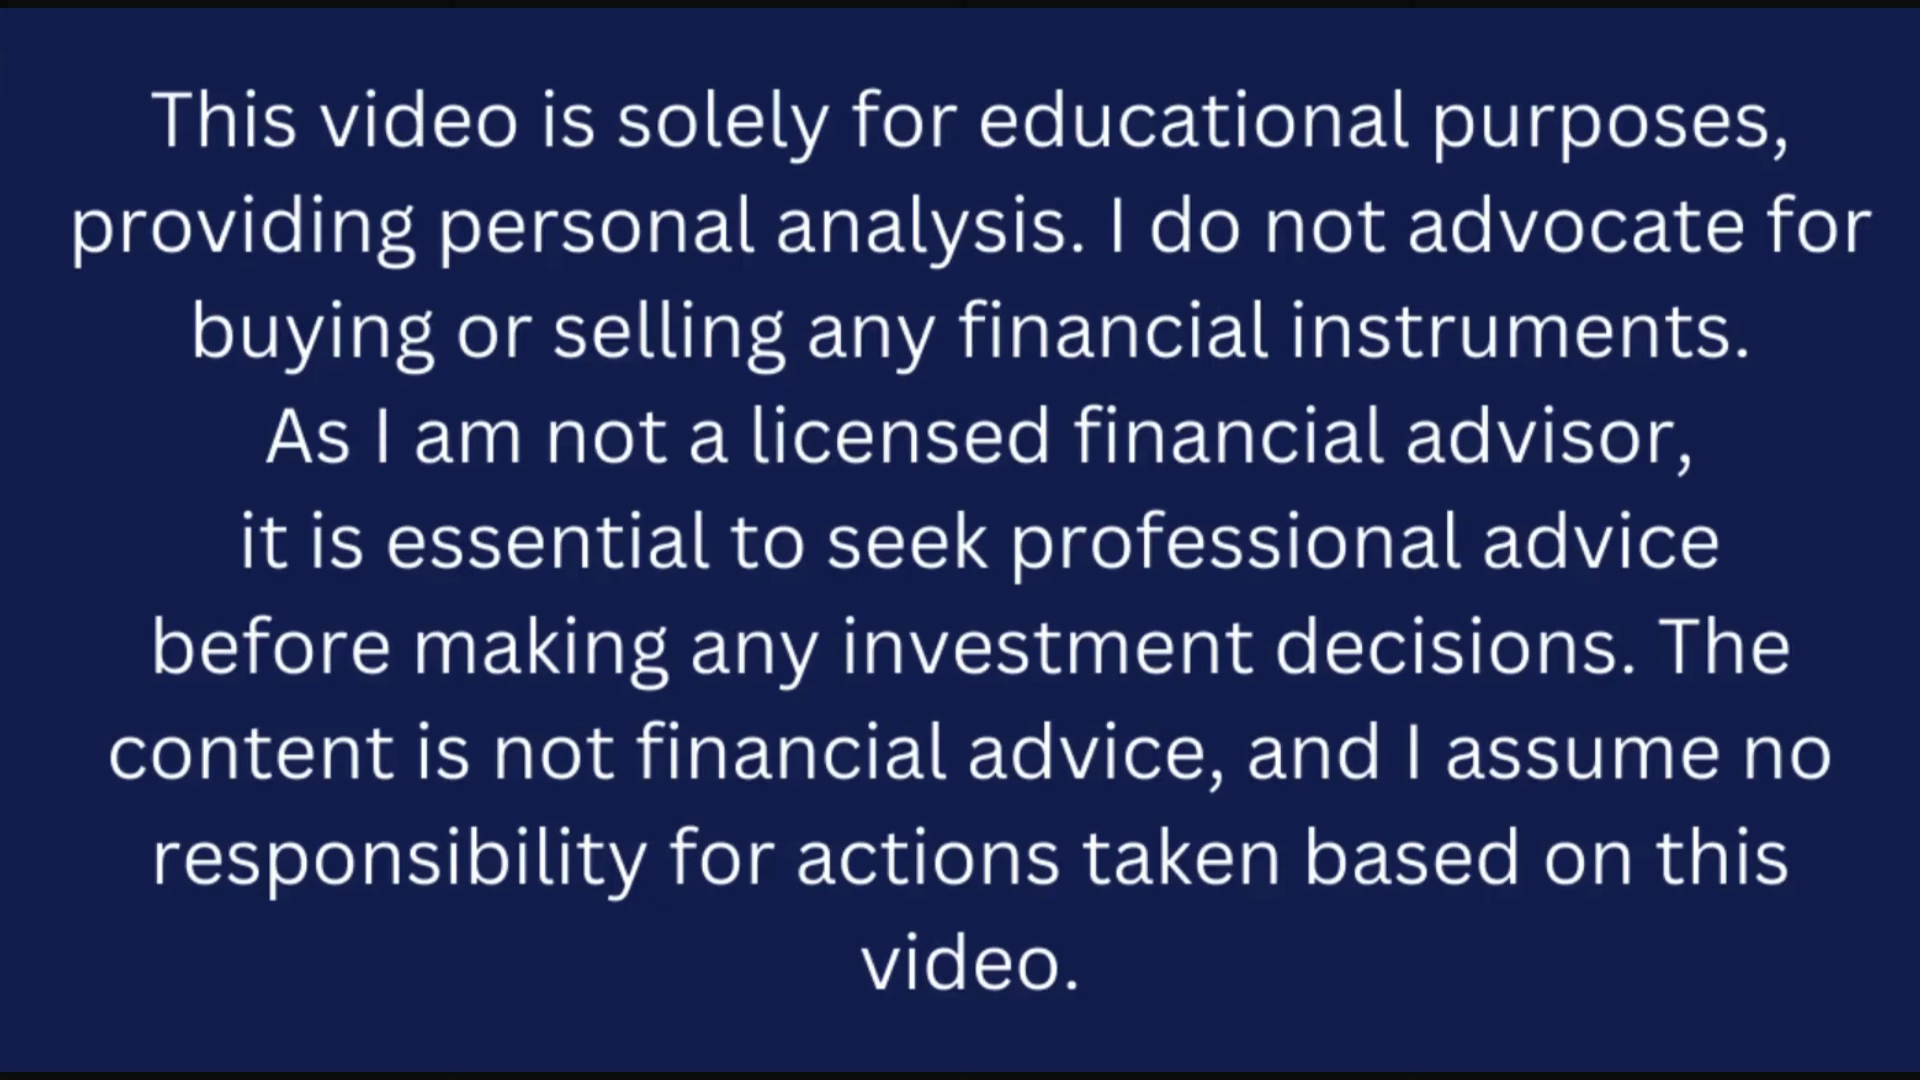 This video is solely for educational purposes,
providing personal analysis. I do not advocate for
buying or selling any financial instruments.
As I am not a licensed financial advisor,
it is essential to seek professional advice
before making any investment decisions. The
content is not financial advice, and I assume no
responsibility for actions taken based on this
video.